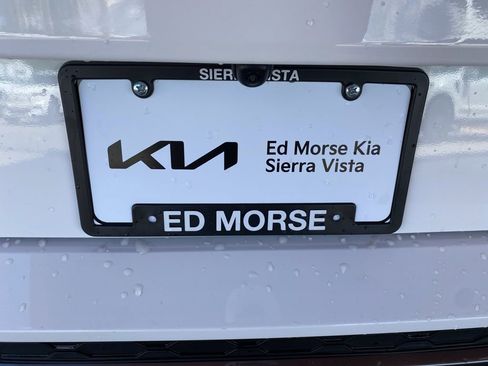 SIERRA VISTA
KIA
Ed Morse Kia
Sierra Vista
ED MORSE